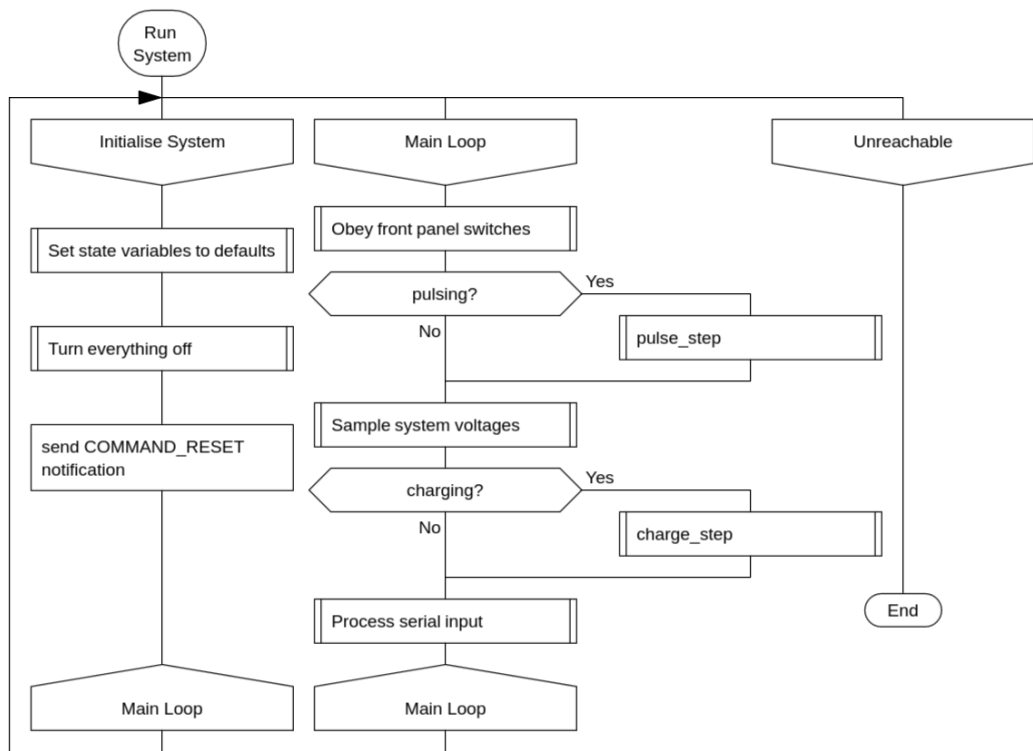 Run
System
Initialise System
Main Loop
Unreachable
Set state variables to defaults
Obey front panel switches
pulsing?
Yes
No
Turn everything off
pulse_step
Sample system voltages
send COMMAND_RESET
notification
charging?
Yes
No
charge_step
End
Process serial input
Main Loop
Main Loop